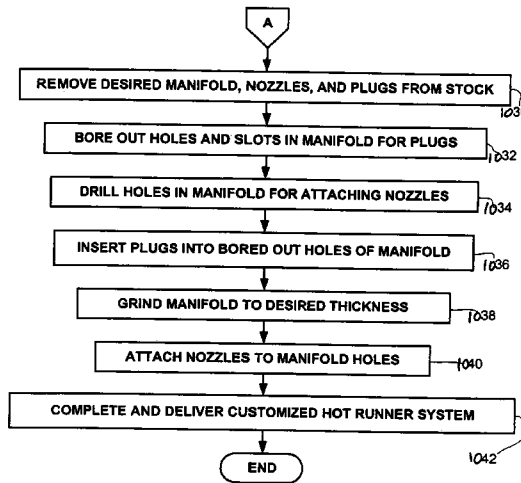 A
REMOVE DESIRED MANIFOLD, NOZZLES, AND PLUGS FROM STOCK
103
BORE OUT HOLES AND SLOTS IN MANIFOLD FOR PLUGS
1032
DRILL HOLES IN MANIFOLD FOR ATTACHING NOZZLES
1034
INSERT PLUGS INTO BORED OUT HOLES OF MANIFOLD
1036
GRIND MANIFOLD TO DESIRED THICKNESS
1038
ATTACH NOZZLES TO MANIFOLD HOLES
1040
COMPLETE AND DELIVER CUSTOMIZED HOT RUNNER SYSTEM
1042
END